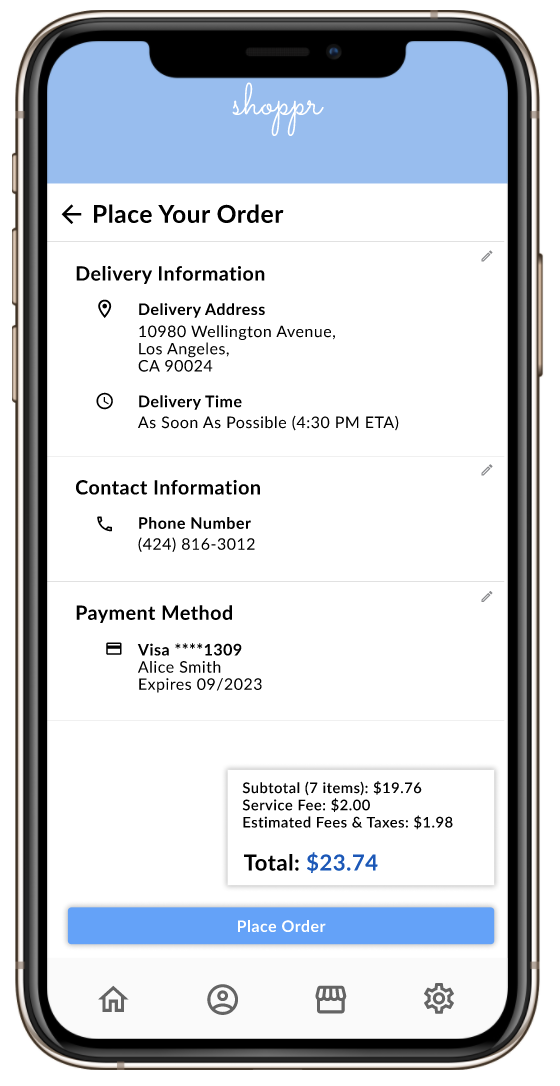 shoppr
Place Your Order
Delivery Information
Delivery Address
10980 Wellington Avenue,
Los Angeles,
CA 90024
Delivery Time
As Soon As Possible (4:30 PM ETA)
Contact Information
Phone Number
(424) 816-3012
Payment Method
Visa ****1309
Alice Smith
Expires 09/2023
Subtotal (7 items): $19.76
Service Fee: $2.00
Estimated Fees & Taxes: $1.98
Total: $23.74
Place Order